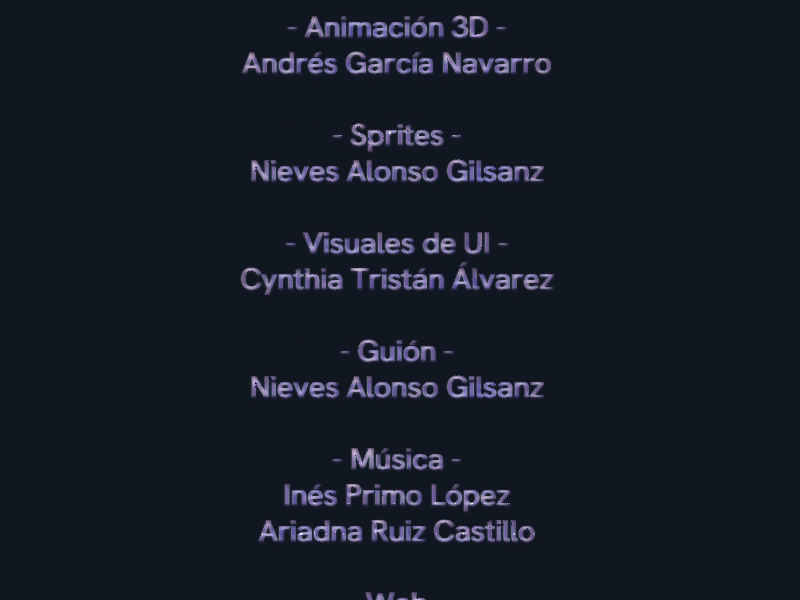 - Animación 3D -
Andrés García Navarro
- Sprites -
Nieves Alonso Gilsanz
- Visuales de UI -
Cynthia Tristán Álvarez
- Guión -
Nieves Alonso Gilsanz
- Música -
Inés Primo López
Ariadna Ruiz Castillo
Web